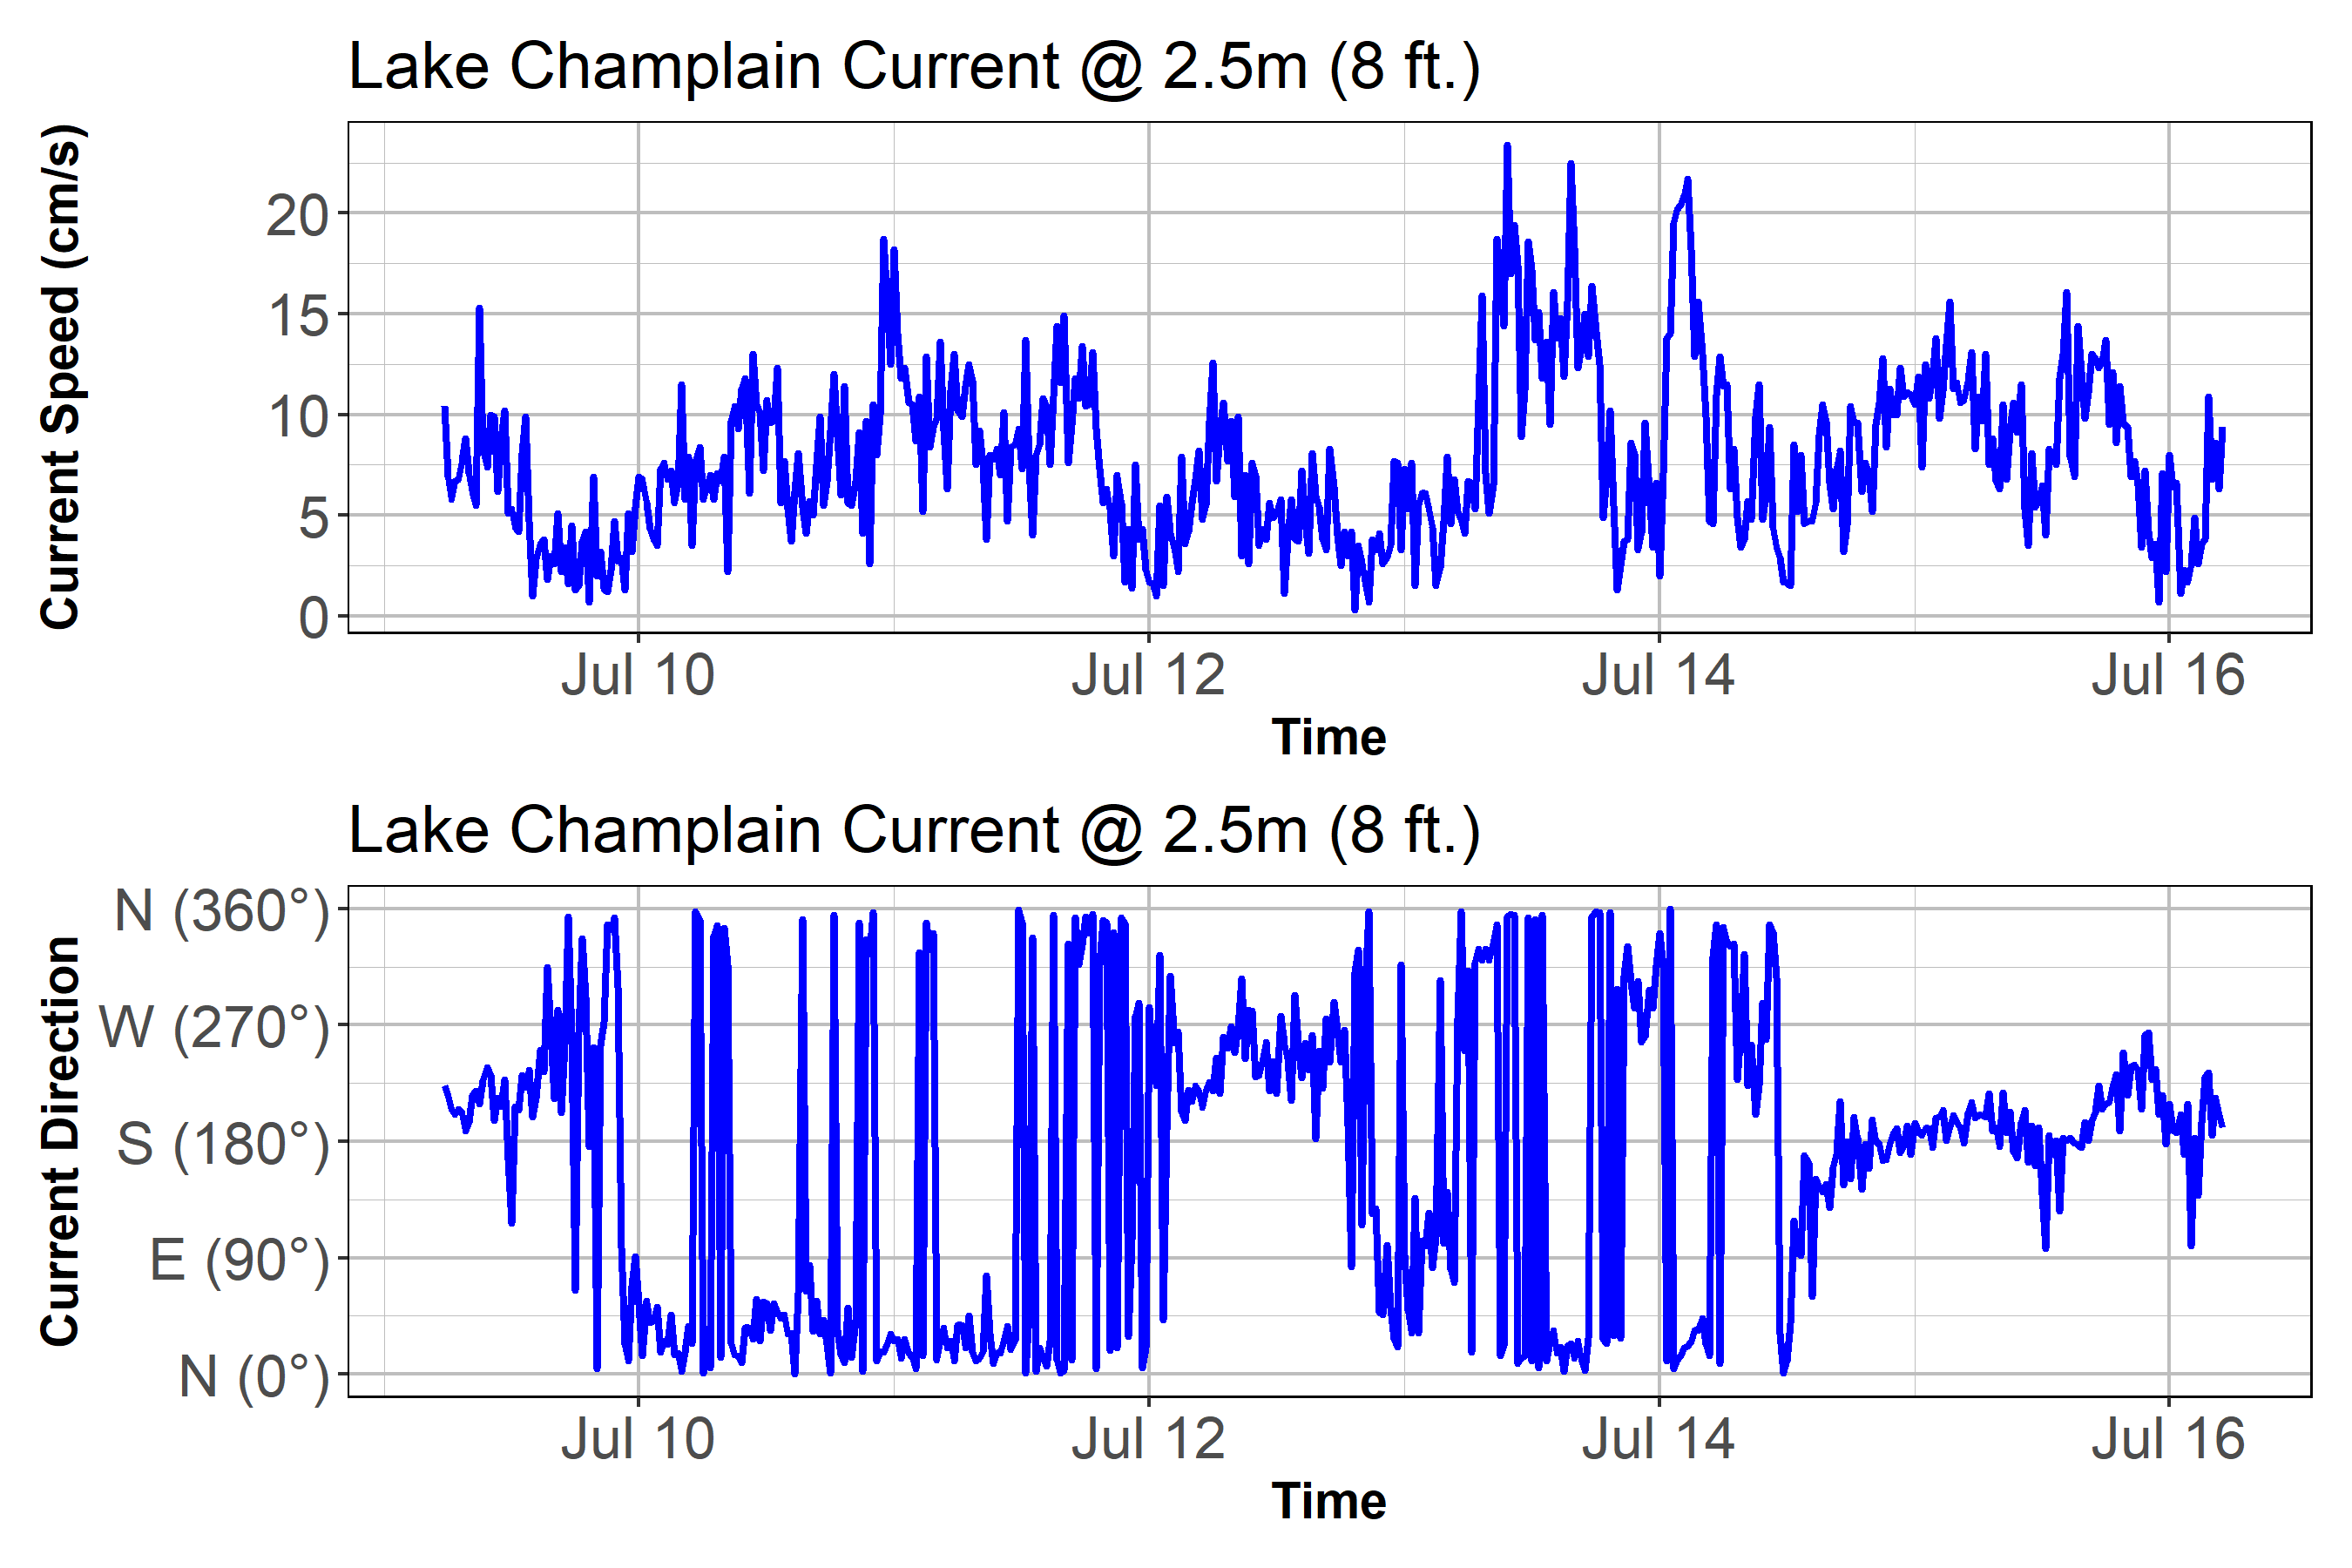 Lake Champlain Current @ 2.5m (8 ft.)
Current Speed (cm/s)
20
15
10
5
0
Jul 10 Jul 12 Jul 14 Jul 16
Time
Lake Champlain Current @ 2.5m (8 ft.)
Current Direction
N (360°)
W (270°)
S (180°)
E (90°)
N (0°)
Jul 10 Jul 12 Jul 14 Jul 16
Time